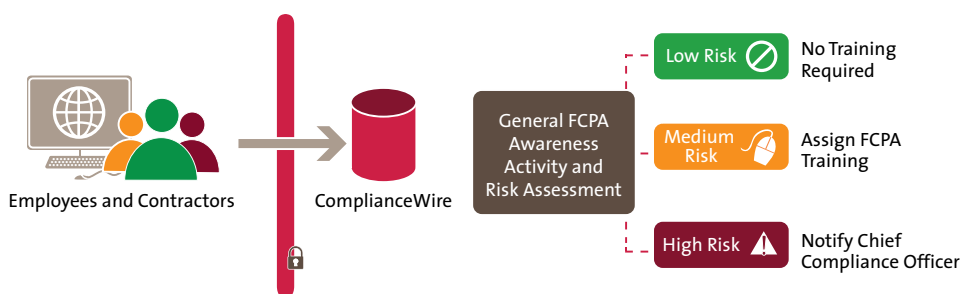 Employees and Contractors
ComplianceWire
General FCPA
Awareness
Activity and
Risk Assessment
Low Risk
No Training
Required
Medium
Risk
Assign FCPA
Training
High Risk
Notify Chief
Compliance Officer